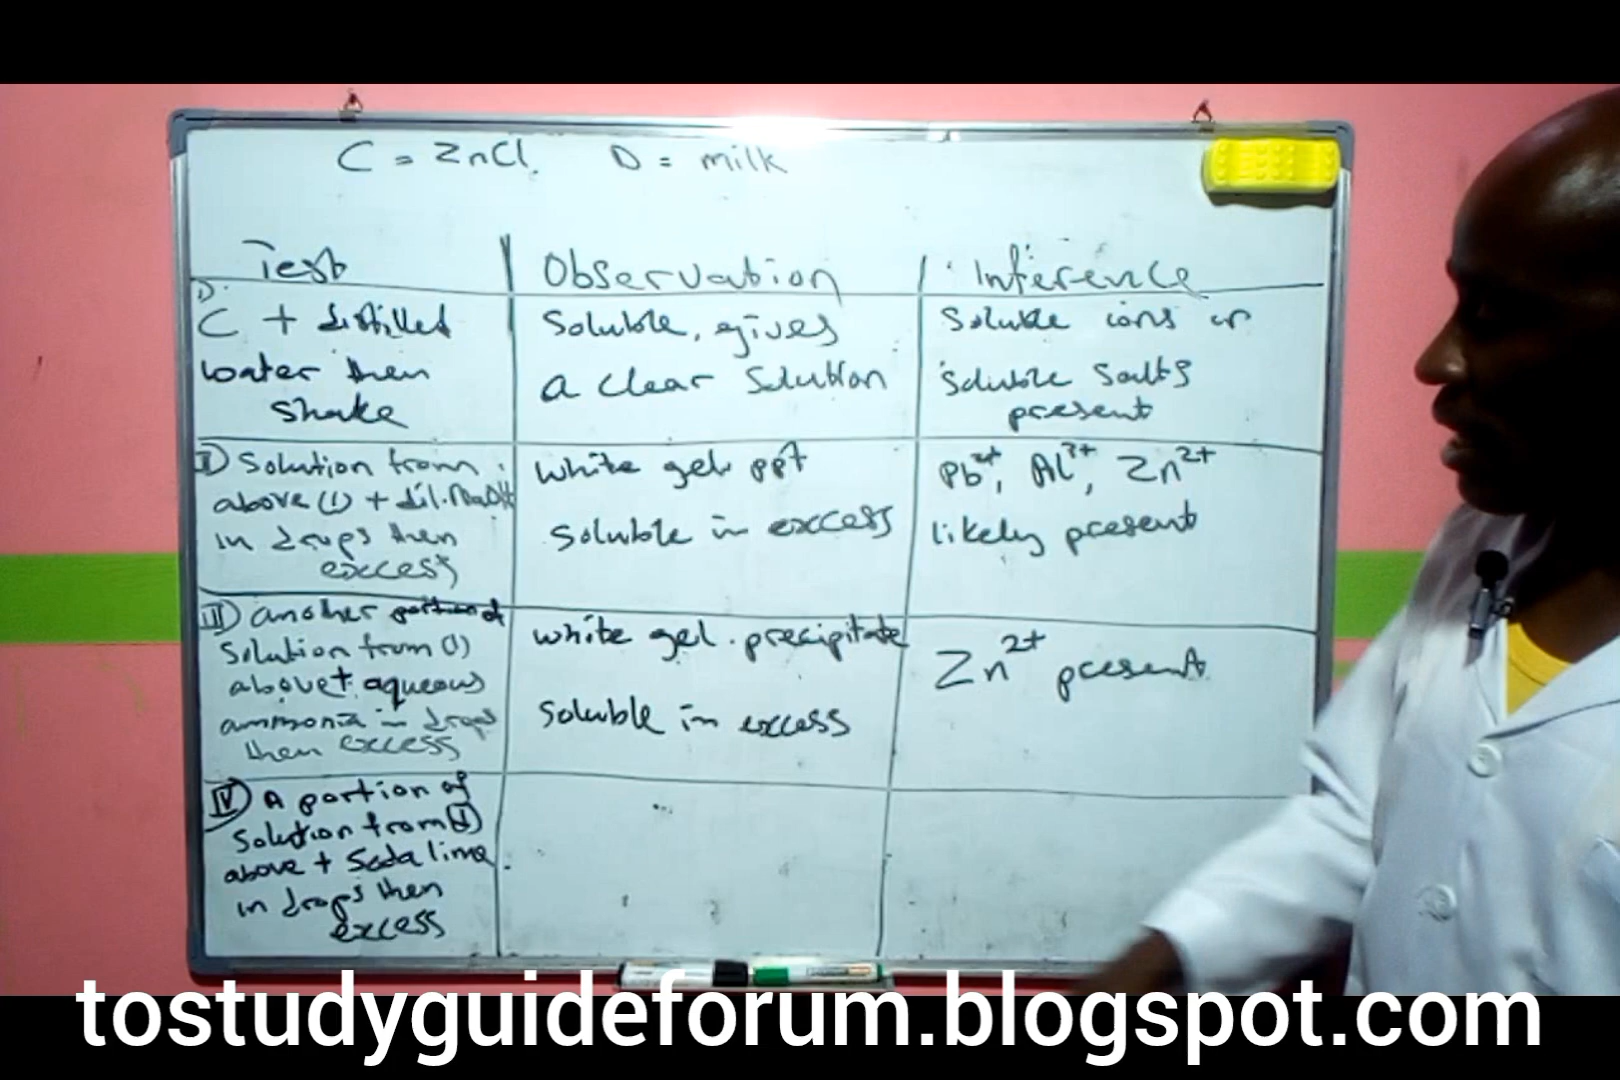 C = ZnCl. D = milk
Test
Observation
Inference
I)
C + distilled
water then
shake
Soluble, gives
a clear solution
Soluble ions or
soluble salts
present
II) Solution from
above (1) + dil. NaOH
in drops then
excess
white gel. ppt
soluble in excess
Pb²⁺, Al³⁺, Zn²⁺
likely present
III) another portion of
solution from (1)
above + aqueous
ammonia in drops
then excess
white gel. precipitate
soluble in excess
Zn²⁺ present
IV) A portion of
solution from (1)
above + Soda lime
in drops then
excess
tostudyguideforum.blogspot.com